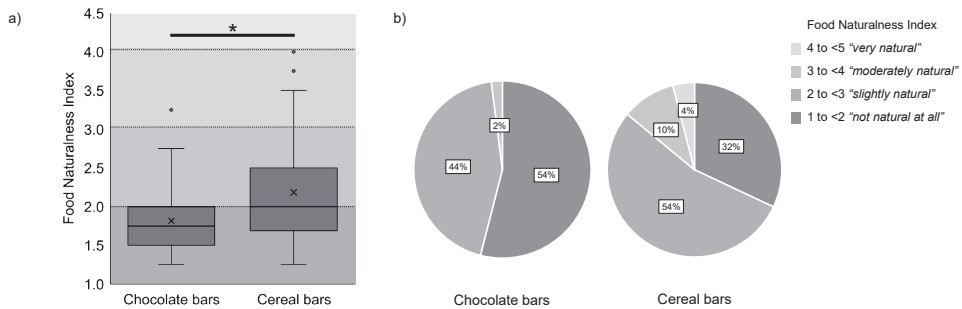 a)
Food Naturalness Index
4.5
4.0
3.5
3.0
2.5
2.0
1.5
1.0
*
Chocolate bars
Cereal bars
b)
2%
44%
54%
Chocolate bars
4%
10%
32%
54%
Cereal bars
Food Naturalness Index
4 to <5 “very natural”
3 to <4 “moderately natural”
2 to <3 “slightly natural”
1 to <2 “not natural at all”